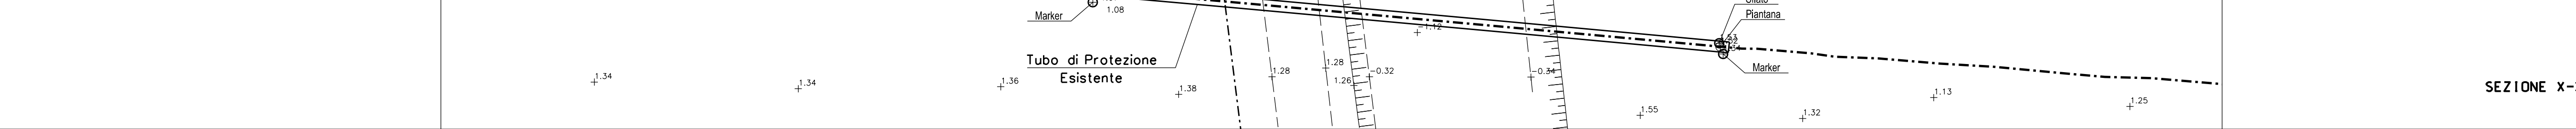 Marker
1.08
Piantana
-1.12
Tubo di Protezione
Esistente
Marker
1.34
1.34
1.36
1.38
1.28
1.28
1.26
-0.32
-0.34
1.55
1.32
1.13
1.25
SEZIONE X-